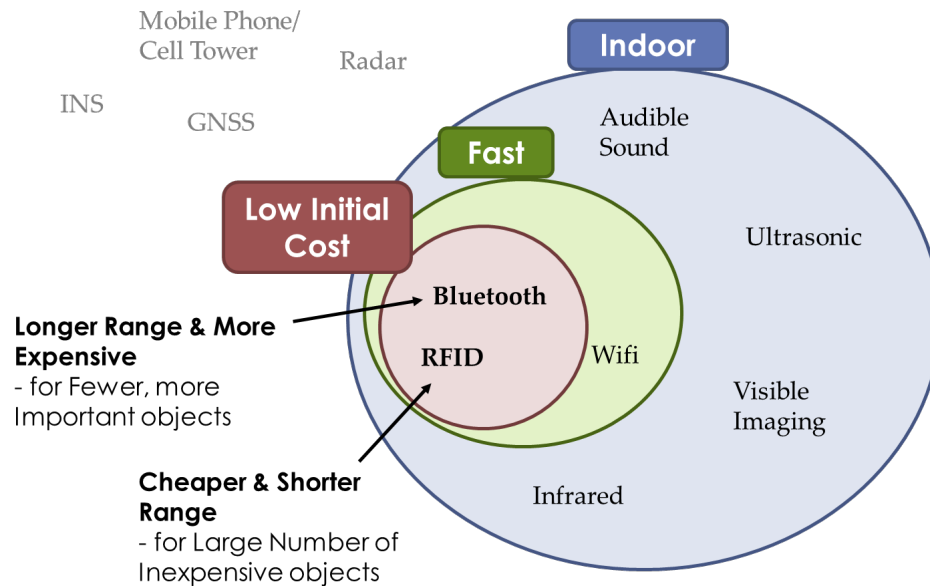 Mobile Phone/
Cell Tower
Radar
INS
GNSS
Indoor
Audible
Sound
Fast
Low Initial
Cost
Ultrasonic
Bluetooth
Longer Range & More
Expensive
- for Fewer, more
Important objects
RFID
Wifi
Visible
Imaging
Cheaper & Shorter
Range
- for Large Number of
Inexpensive objects
Infrared